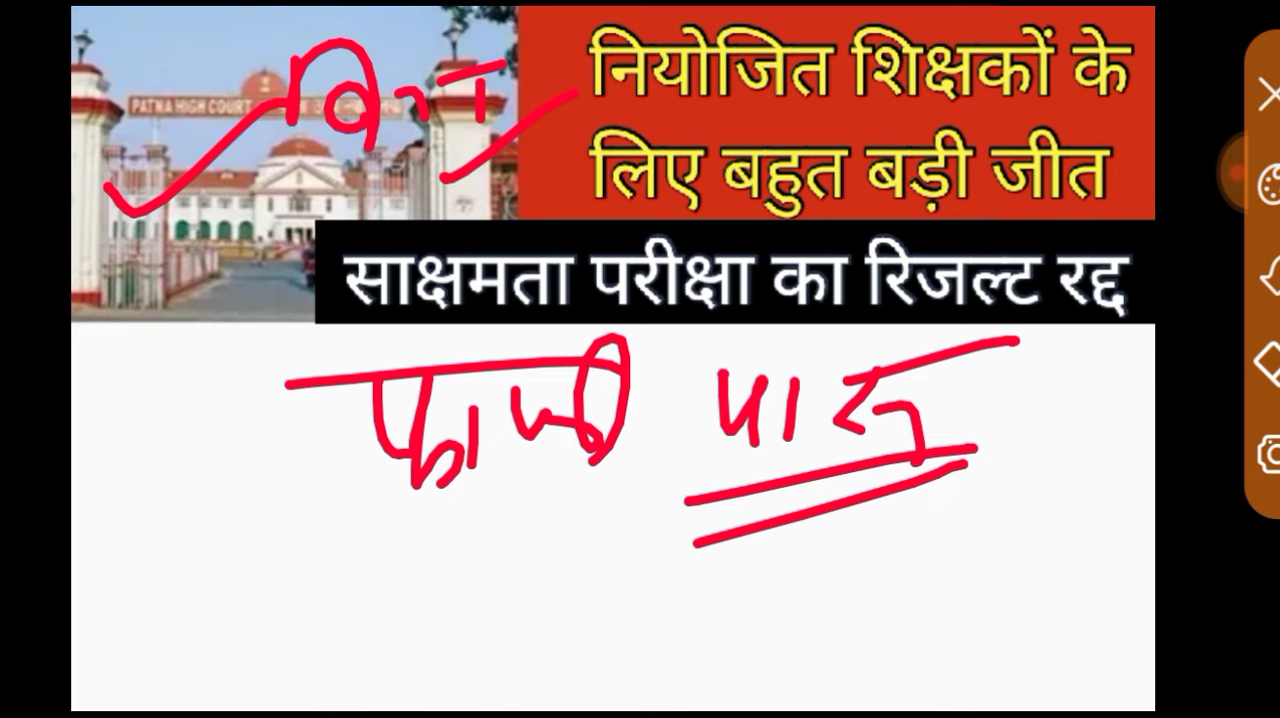 PATNA HIGH COURT
बिना
नियोजित शिक्षकों के
लिए बहुत बड़ी जीत
साक्षमता परीक्षा का रिजल्ट रद्द